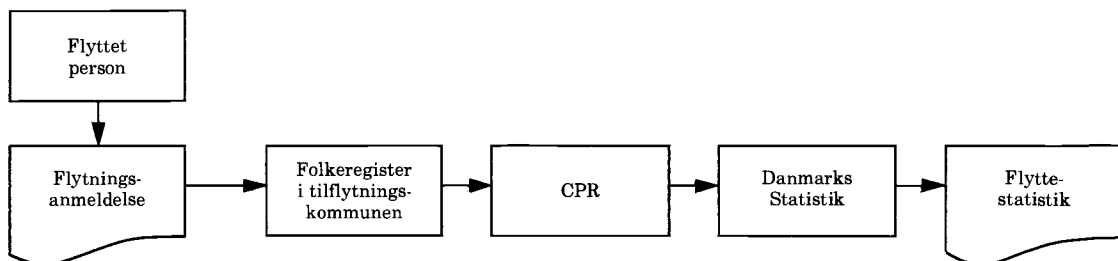 Flyttet
person
Flytnings-
anmeldelse
Folkeregister
i tilflytnings-
kommunen
CPR
Danmarks
Statistik
Flytte-
statistik